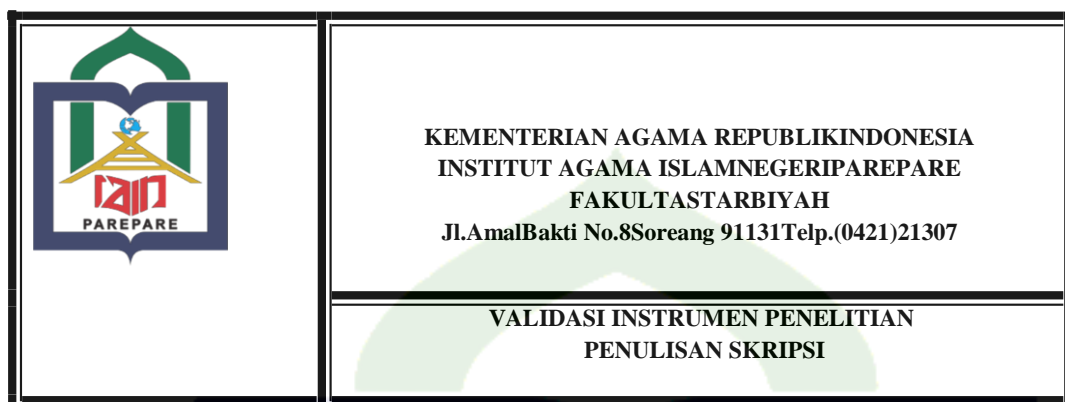 iain
PAREPARE
KEMENTERIAN AGAMA REPUBLIKINDONESIA
INSTITUT AGAMA ISLAMNEGERIPAREPARE
FAKULTASTARBIYAH
Jl.AmalBakti No.8Soreang 91131Telp.(0421)21307
VALIDASI INSTRUMEN PENELITIAN
PENULISAN SKRIPSI